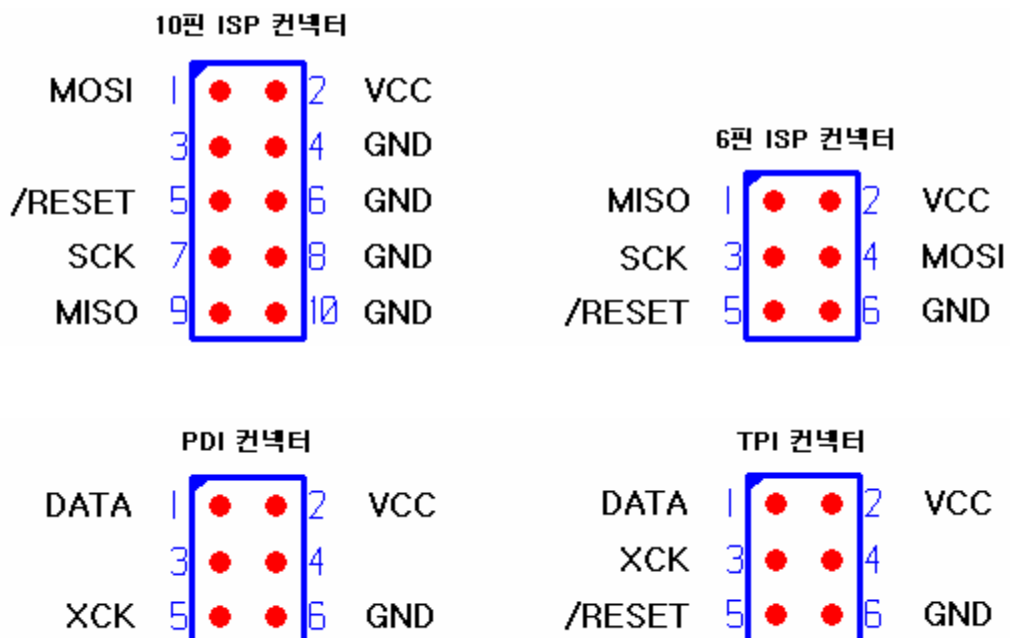 10핀 ISP 컨넥터
MOSI 1 2 VCC
3 4 GND
/RESET 5 6 GND
SCK 7 8 GND
MISO 9 10 GND
6핀 ISP 컨넥터
MISO 1 2 VCC
SCK 3 4 MOSI
/RESET 5 6 GND
PDI 컨넥터
DATA 1 2 VCC
3 4
XCK 5 6 GND
TPI 컨넥터
DATA 1 2 VCC
XCK 3 4
/RESET 5 6 GND